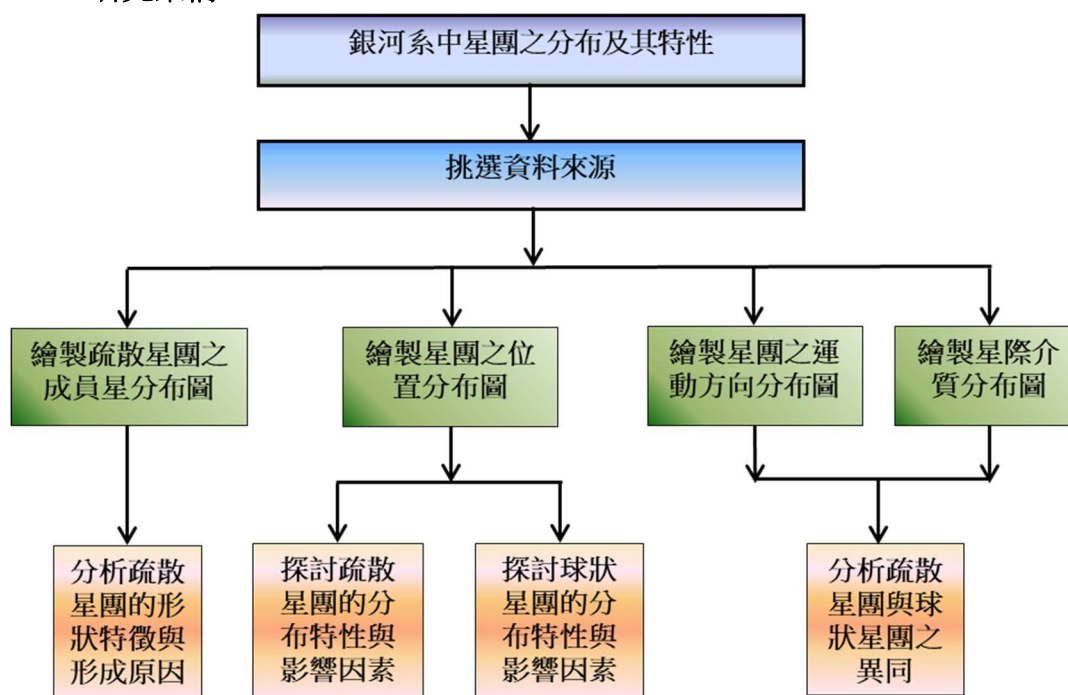 銀河系中星團之分布及其特性
挑選資料來源
繪製疏散星團之
成員星分布圖
繪製星團之位
置分布圖
繪製星團之運
動方向分布圖
繪製星際介
質分布圖
分析疏散
星團的形
狀特徵與
形成原因
探討疏散
星團的分
布特性與
影響因素
探討球狀
星團的分
布特性與
影響因素
分析疏散
星團與球
狀星團之
異同